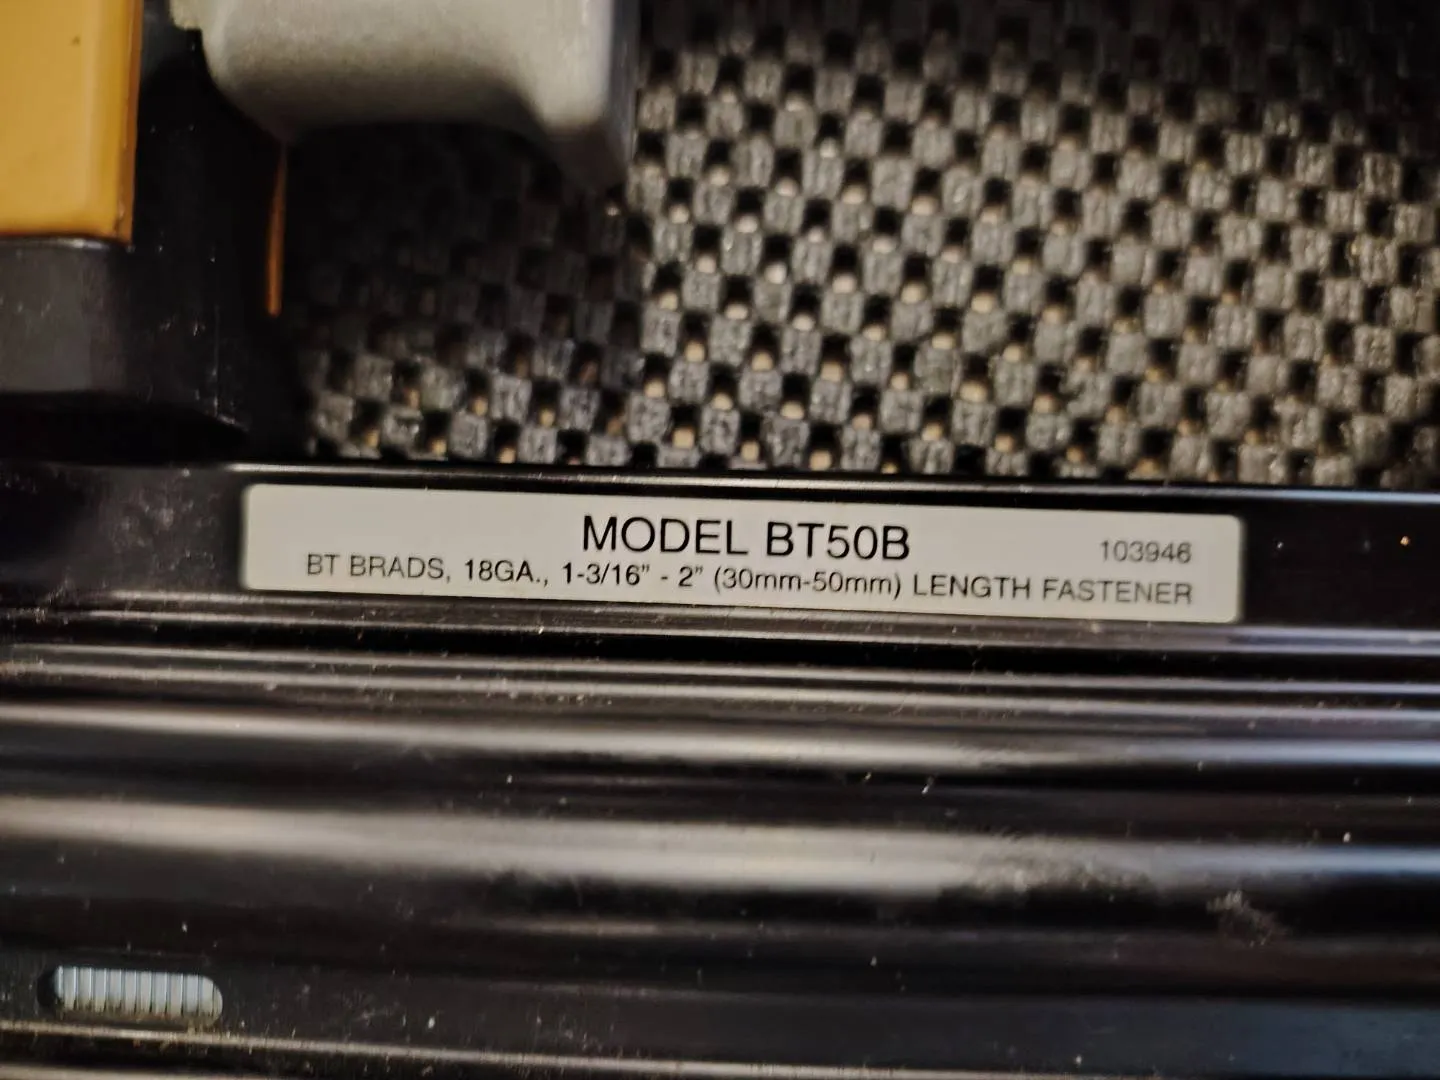 MODEL BT50B
103946
BT BRADS, 18GA., 1-3/16" - 2" (30mm-50mm) LENGTH FASTENER